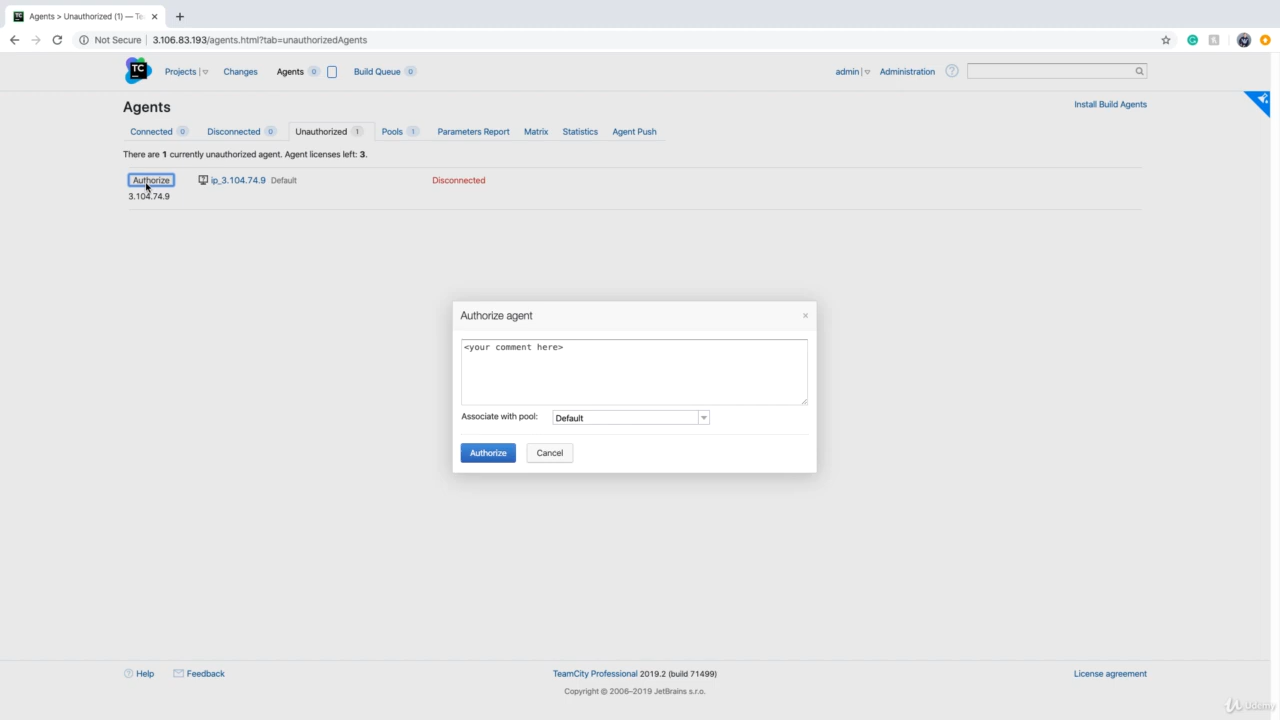 Agents > Unauthorized (1) — Te
Not Secure 3.106.83.193/agents.html?tab=unauthorizedAgents
TC Projects Changes Agents 0 Build Queue 0 admin Administration
Agents
Install Build Agents
Connected 0 Disconnected 0 Unauthorized 1 Pools 1 Parameters Report Matrix Statistics Agent Push
There are 1 currently unauthorized agent. Agent licenses left: 3.
Authorize ip_3.104.74.9 Default Disconnected
3.104.74.9
Authorize agent
<your comment here>
Associate with pool: Default
Authorize Cancel
Help Feedback TeamCity Professional 2019.2 (build 71499) License agreement
Copyright © 2006–2019 JetBrains s.r.o.
Udemy